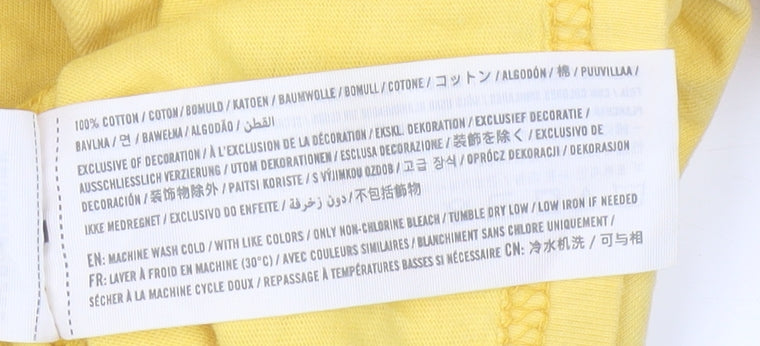 100% COTTON / COTON / BOMULD / KATOEN / BAUMWOLLE / BOMULL / COTONE / コットン / ALGODÓN / 棉 / PUUVILLAA /
BAVLNA / 면 / BAWEŁNA / ALGODÃO / القطن
EXCLUSIVE OF DECORATION / À L'EXCLUSION DE LA DÉCORATION / EKSKL. DEKORATION / EXCLUSIEF DECORATIE /
AUSSCHLIESSLICH VERZIERUNG / UTOM DEKORATIONEN / ESCLUSA DECORAZIONE / 装飾を除く / EXCLUSIVO DE
DECORACIÓN / 装饰物除外 / PAITSI KORISTE / S VÝJIMKOU OZDOB / 고급 장식 / OPRÓCZ DEKORACJI / DEKORASJON
IKKE MEDREGNET / EXCLUSIVO DO ENFEITE / دون زخرفة / 不包括飾物
EN: MACHINE WASH COLD / WITH LIKE COLORS / ONLY NON-CHLORINE BLEACH / TUMBLE DRY LOW / LOW IRON IF NEEDED
FR: LAVER À FROID EN MACHINE (30°C) / AVEC COULEURS SIMILAIRES / BLANCHIMENT SANS CHLORE UNIQUEMENT /
SÉCHER À LA MACHINE CYCLE DOUX / REPASSAGE À TEMPÉRATURES BASSES SI NÉCESSAIRE CN: 冷水机洗 / 可与相